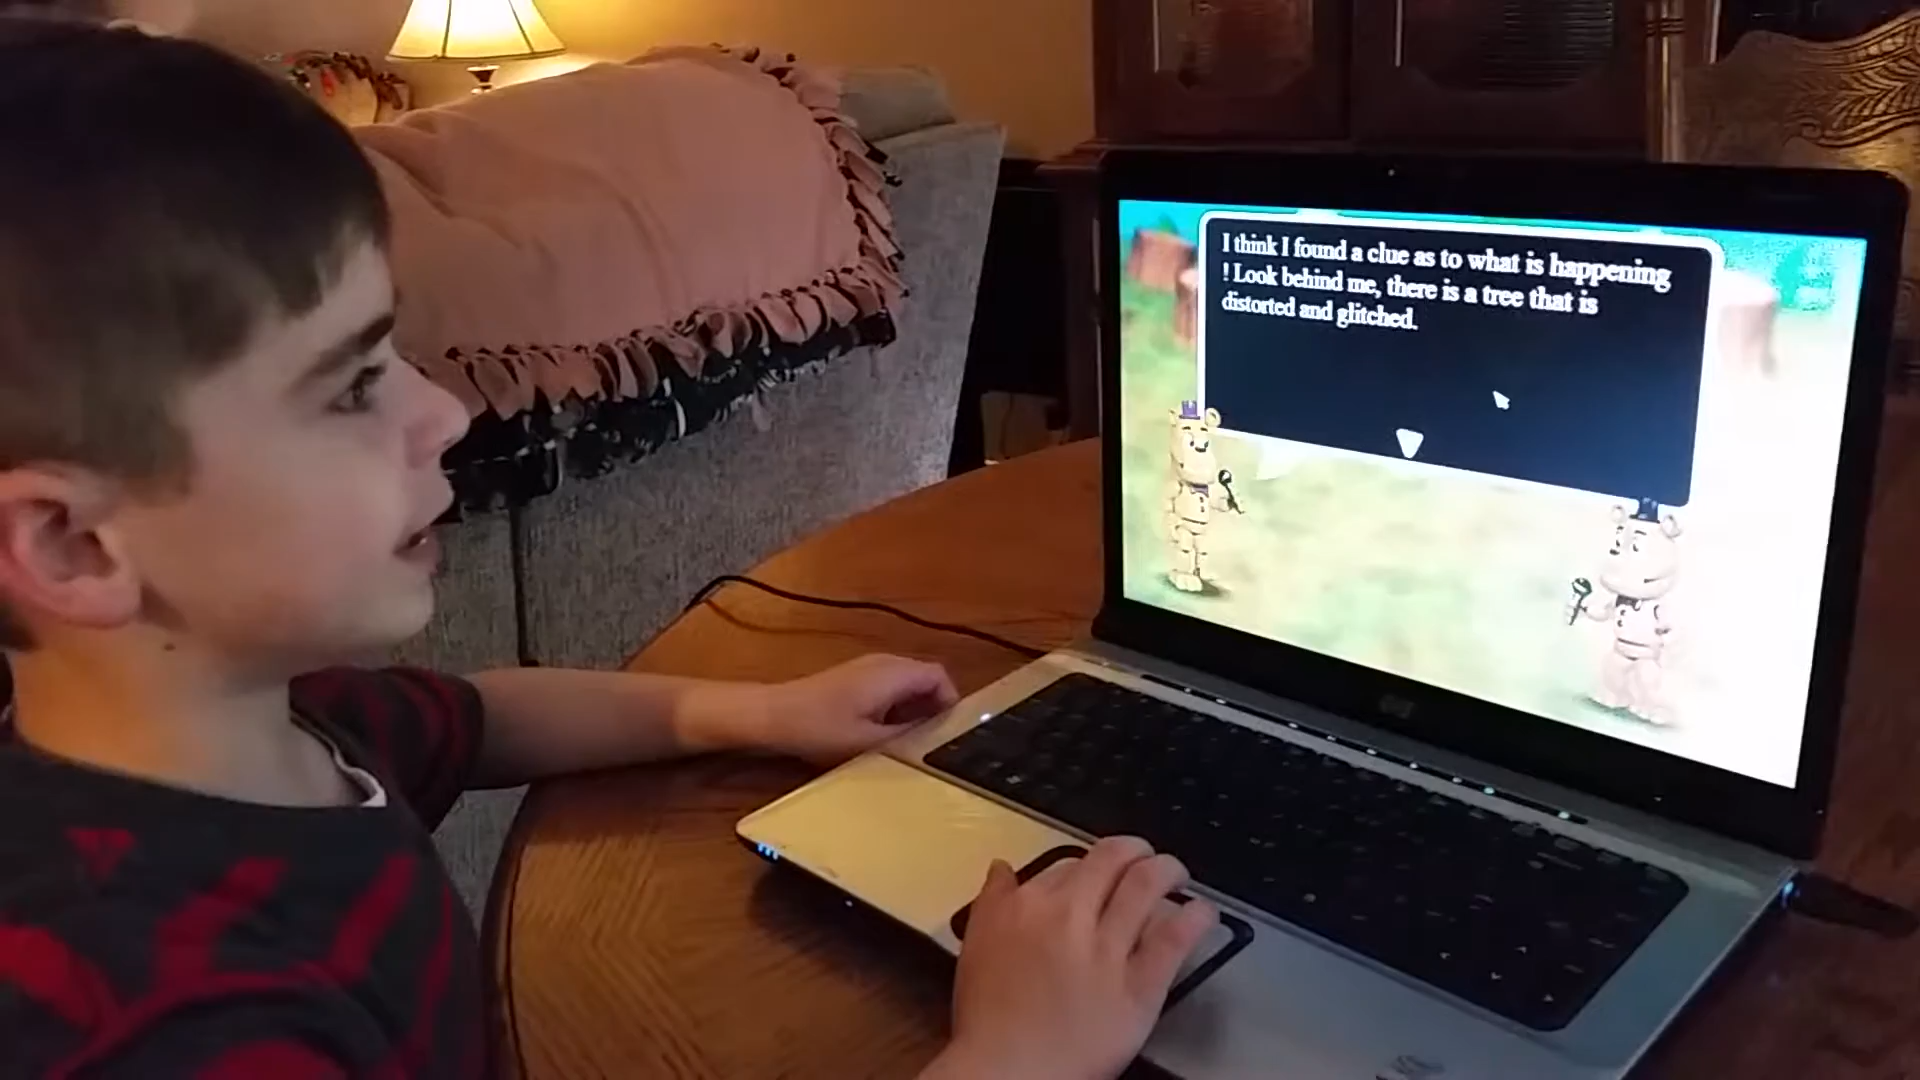 I think I found a clue as to what is happening
! Look behind me, there is a tree that is
distorted and glitched.